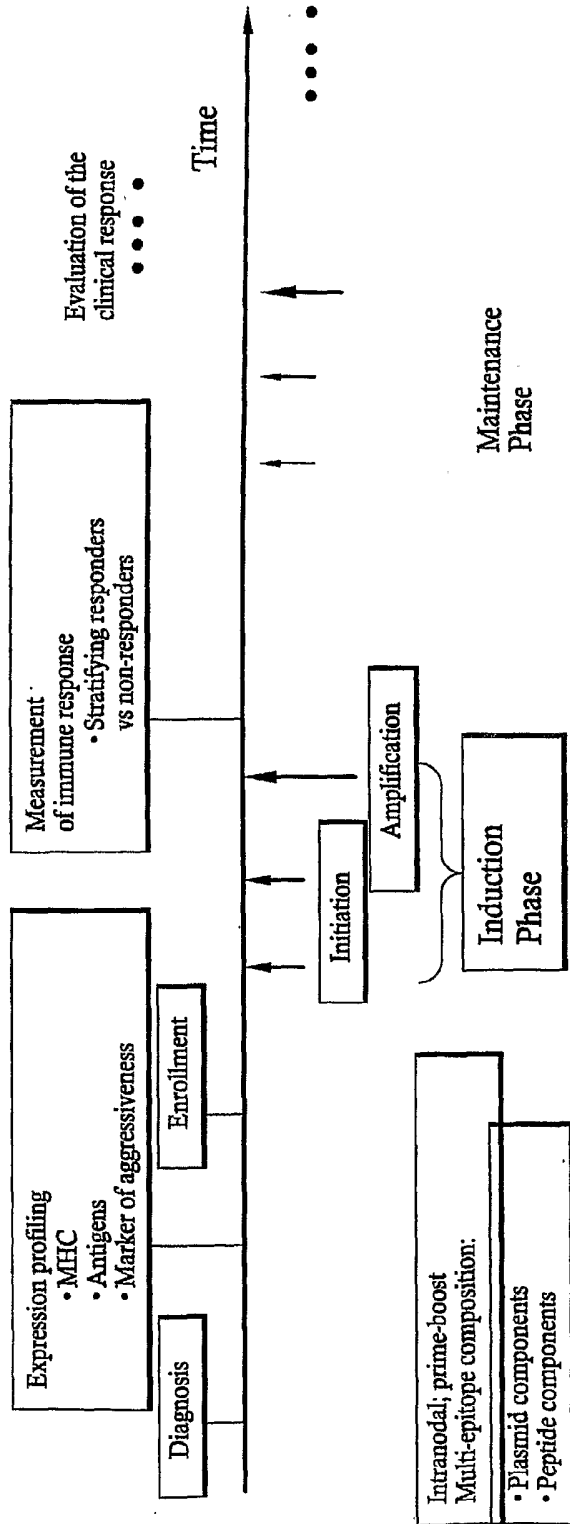 Expression profiling
• MHC
• Antigens
• Marker of aggressiveness
Measurement
of immune response
• Stratifying responders
vs non-responders
Evaluation of the
clinical response
• • • •
Diagnosis
Enrollment
Time
Initiation
Amplification
• • • •
Induction
Phase
Maintenance
Phase
Intranodal; prime-boost
Multi-epitope composition:
• Plasmid components
• Peptide components